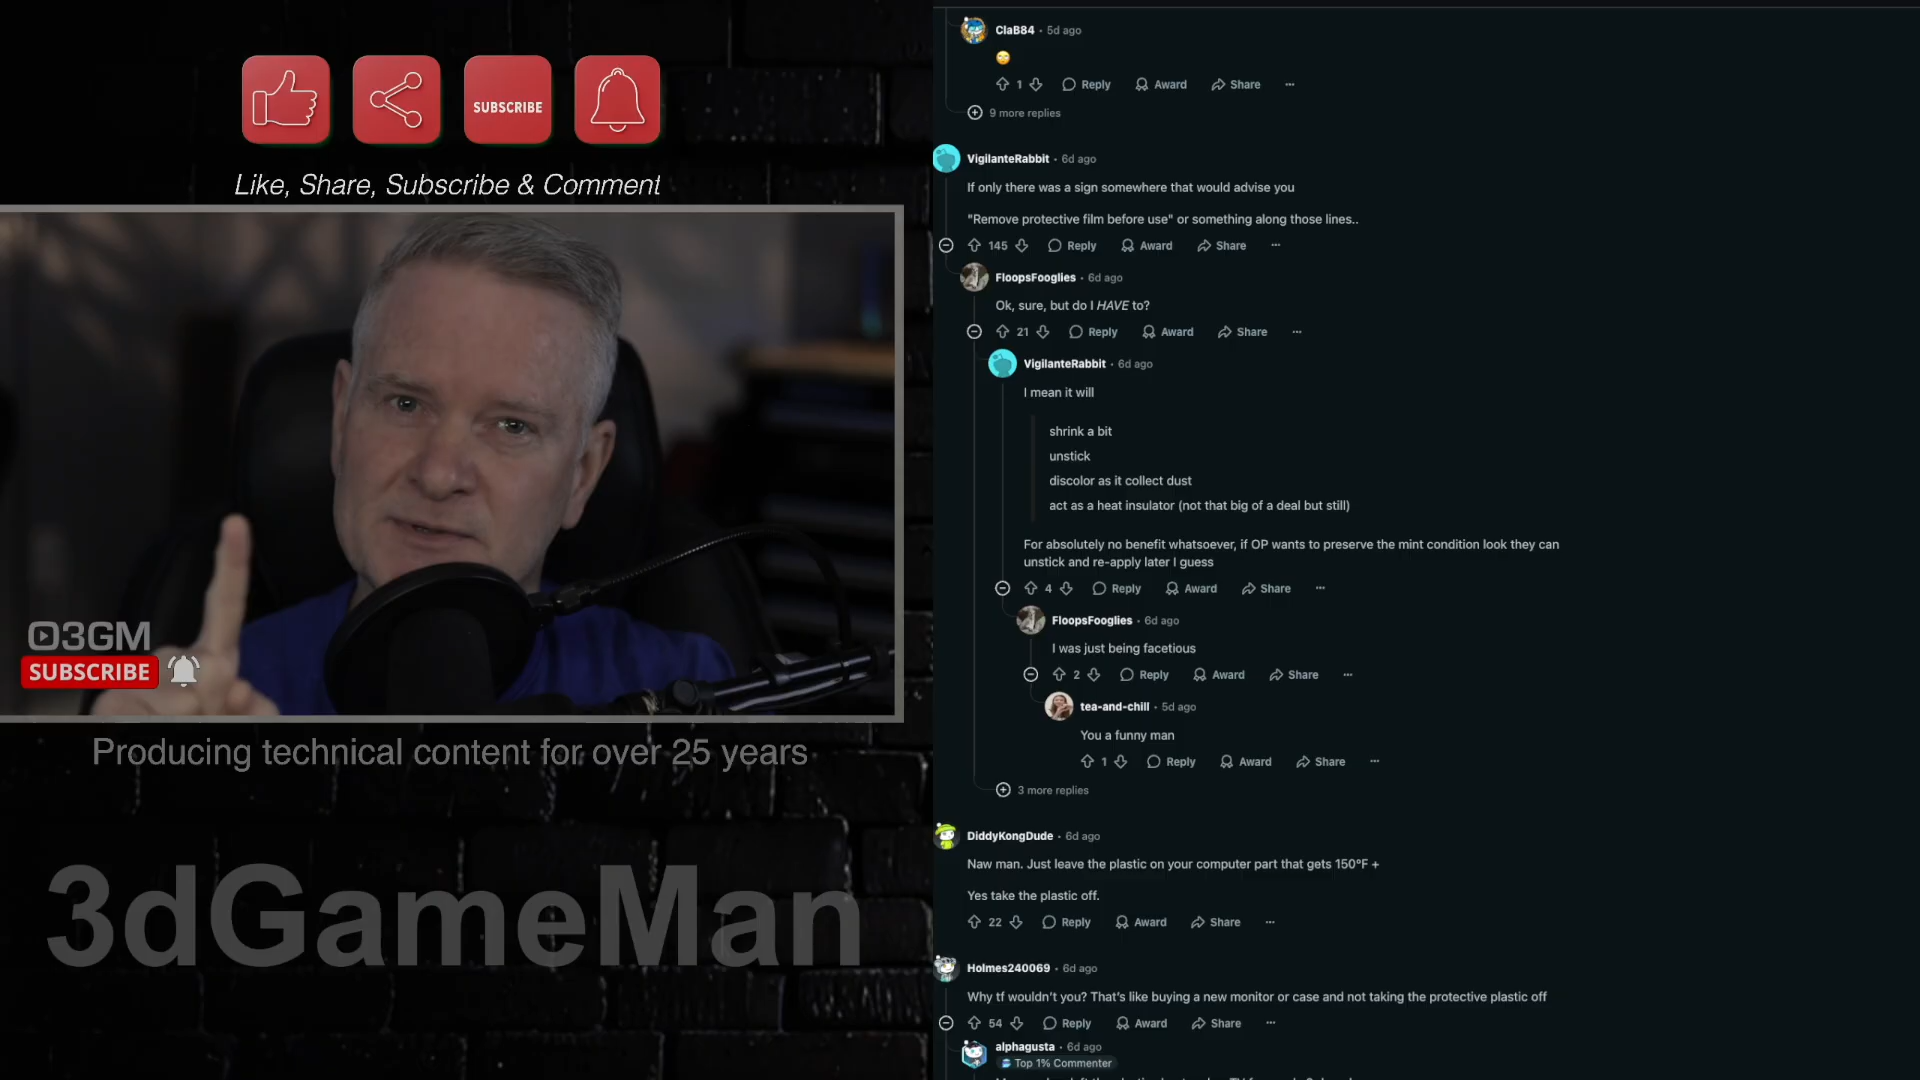 SUBSCRIBE
Like, Share, Subscribe & Comment
O3GM
SUBSCRIBE
Producing technical content for over 25 years
3dGameMan
ClaB84 • 5d ago
🙄
1 Reply Award Share ...
9 more replies
VigilanteRabbit • 6d ago
If only there was a sign somewhere that would advise you
"Remove protective film before use" or something along those lines..
145 Reply Award Share ...
FloopsFooglies • 6d ago
Ok, sure, but do I HAVE to?
21 Reply Award Share ...
VigilanteRabbit • 6d ago
I mean it will
shrink a bit
unstick
discolor as it collect dust
act as a heat insulator (not that big of a deal but still)
For absolutely no benefit whatsoever, if OP wants to preserve the mint condition look they can
unstick and re-apply later I guess
4 Reply Award Share ...
FloopsFooglies • 6d ago
I was just being facetious
2 Reply Award Share ...
tea-and-chill • 5d ago
You a funny man
1 Reply Award Share ...
3 more replies
DiddyKongDude • 6d ago
Naw man. Just leave the plastic on your computer part that gets 150°F +
Yes take the plastic off.
22 Reply Award Share ...
Holmes240069 • 6d ago
Why tf wouldn't you? That's like buying a new monitor or case and not taking the protective plastic off
54 Reply Award Share ...
alphagusta • 6d ago
Top 1% Commenter